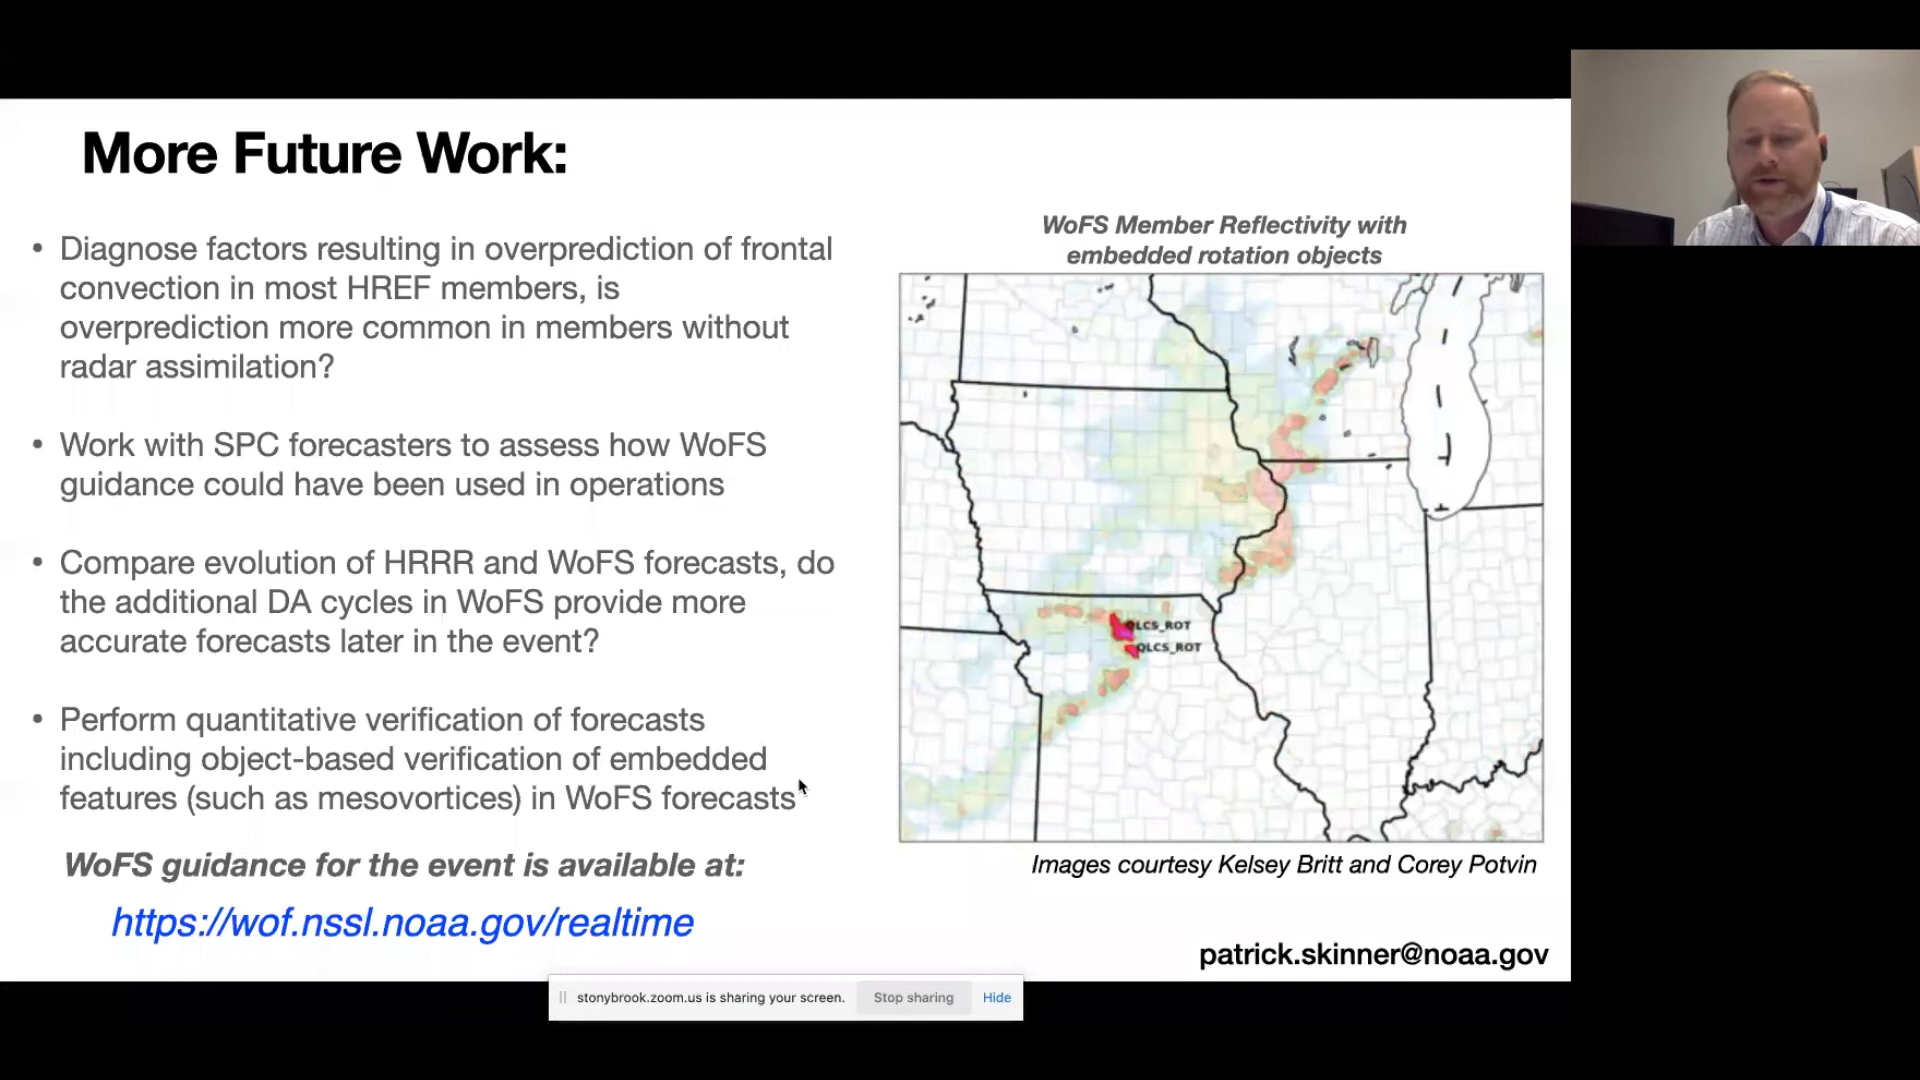 More Future Work:
• Diagnose factors resulting in overprediction of frontal
convection in most HREF members, is
overprediction more common in members without
radar assimilation?
• Work with SPC forecasters to assess how WoFS
guidance could have been used in operations
• Compare evolution of HRRR and WoFS forecasts, do
the additional DA cycles in WoFS provide more
accurate forecasts later in the event?
• Perform quantitative verification of forecasts
including object-based verification of embedded
features (such as mesovortices) in WoFS forecasts
WoFS guidance for the event is available at:
https://wof.nssl.noaa.gov/realtime
WoFS Member Reflectivity with
embedded rotation objects
QLCS_ROT
QLCS_ROT
Images courtesy Kelsey Britt and Corey Potvin
patrick.skinner@noaa.gov
stonybrook.zoom.us is sharing your screen.
Stop sharing
Hide